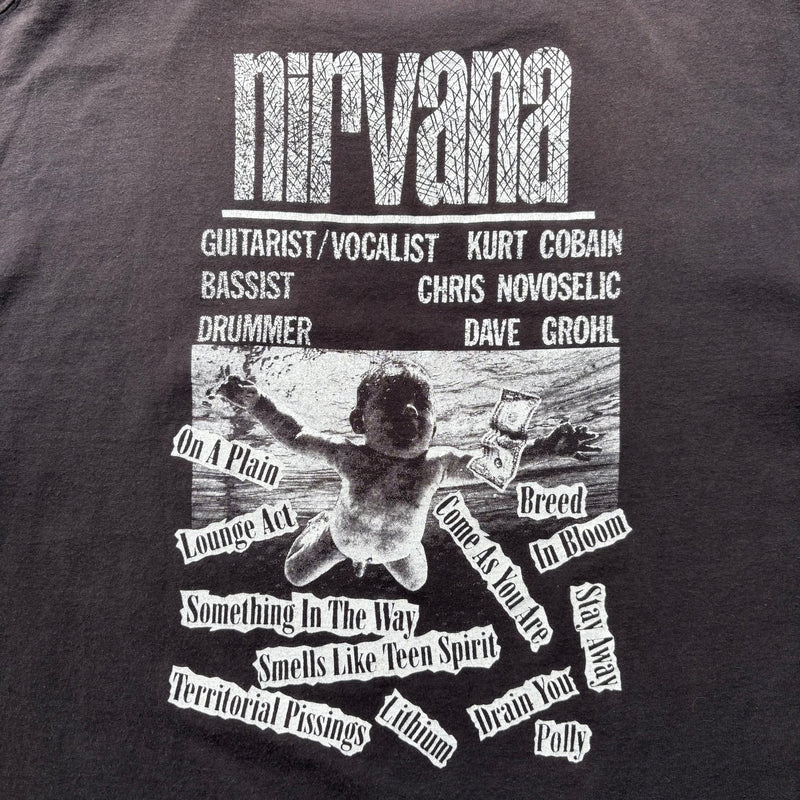 nirvana
GUITARIST/VOCALIST KURT COBAIN
BASSIST CHRIS NOVOSELIC
DRUMMER DAVE GROHL
On A Plain
Breed
Lounge Act
Come As You Are
In Bloom
Something In The Way
Stay Away
Smells Like Teen Spirit
Territorial Pissings
Lithium
Drain You
Polly